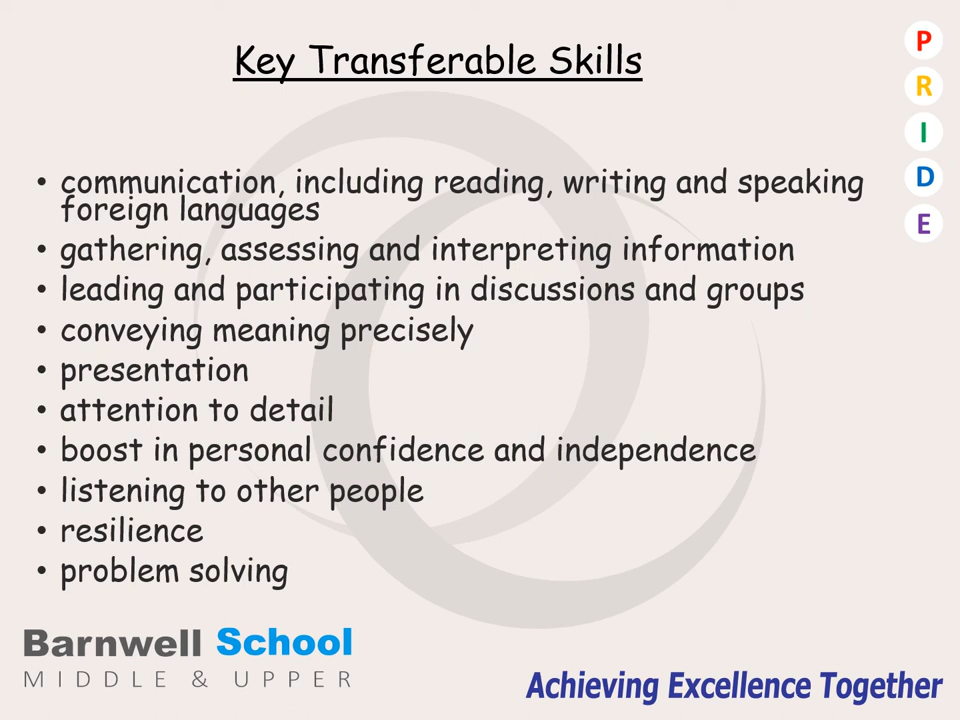 Key Transferable Skills
P
R
I
D
E
• communication, including reading, writing and speaking
foreign languages
• gathering, assessing and interpreting information
• leading and participating in discussions and groups
• conveying meaning precisely
• presentation
• attention to detail
• boost in personal confidence and independence
• listening to other people
• resilience
• problem solving
Barnwell School
MIDDLE & UPPER
Achieving Excellence Together